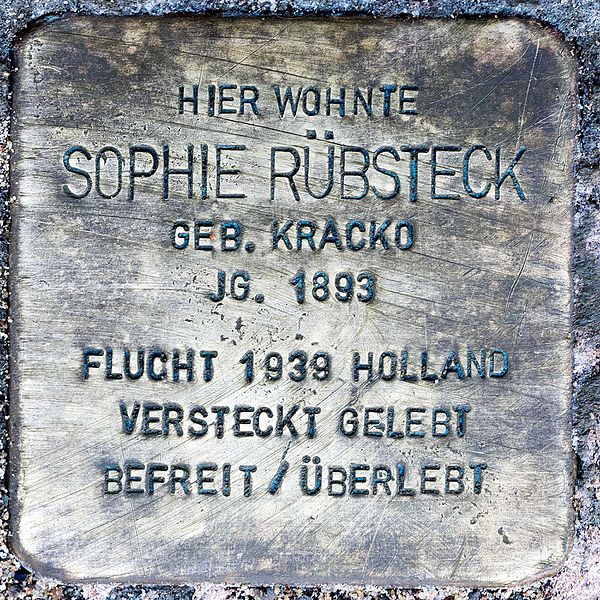 HIER WOHNTE
SOPHIE RÜBSTECK
GEB. KRACKO
JG. 1893
FLUCHT 1939 HOLLAND
VERSTECKT GELEBT
BEFREIT / ÜBERLEBT